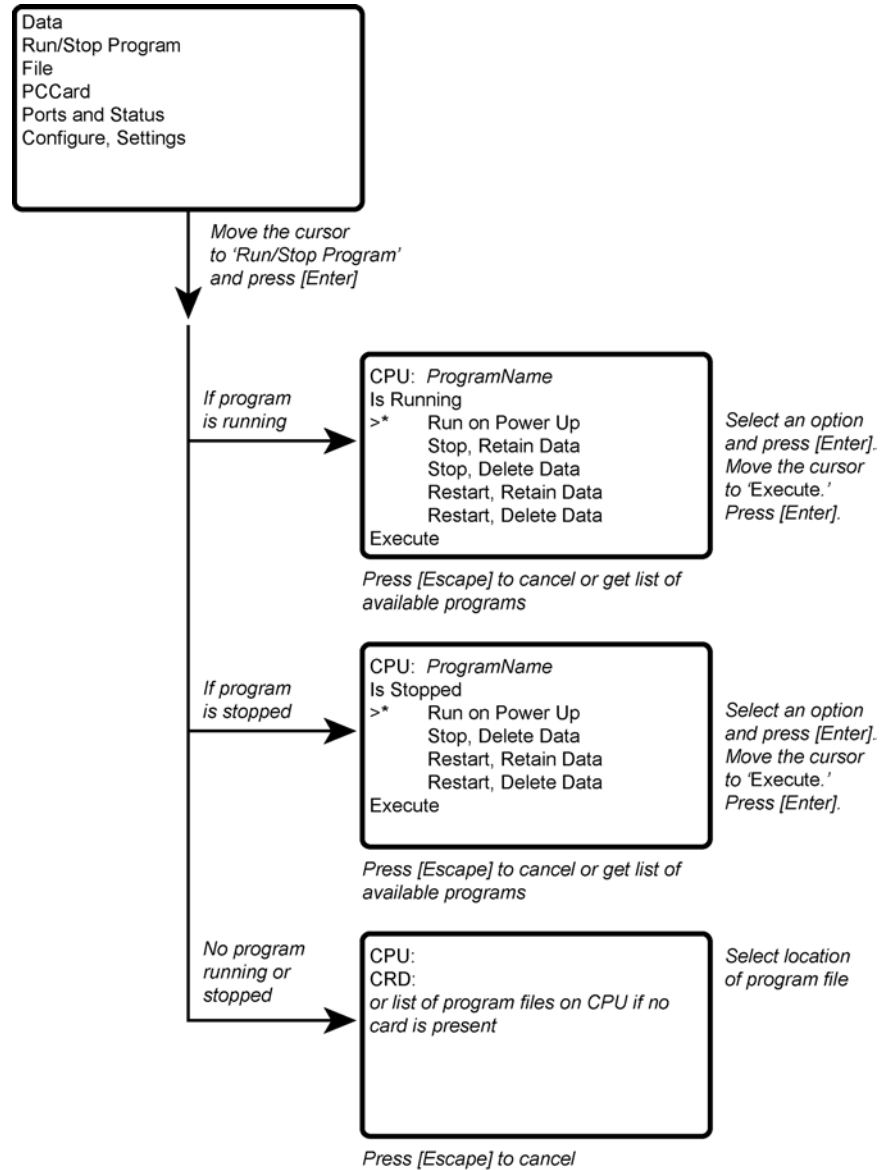 Data
Run/Stop Program
File
PCCard
Ports and Status
Configure, Settings
Move the cursor
to ‘Run/Stop Program’
and press [Enter]
If program
is running
CPU: ProgramName
Is Running
>* Run on Power Up
Stop, Retain Data
Stop, Delete Data
Restart, Retain Data
Restart, Delete Data
Execute
Select an option
and press [Enter].
Move the cursor
to ‘Execute.’
Press [Enter].
Press [Escape] to cancel or get list of
available programs
If program
is stopped
CPU: ProgramName
Is Stopped
>* Run on Power Up
Stop, Delete Data
Restart, Retain Data
Restart, Delete Data
Execute
Select an option
and press [Enter].
Move the cursor
to ‘Execute.’
Press [Enter].
Press [Escape] to cancel or get list of
available programs
No program
running or
stopped
CPU:
CRD:
or list of program files on CPU if no
card is present
Select location
of program file
Press [Escape] to cancel